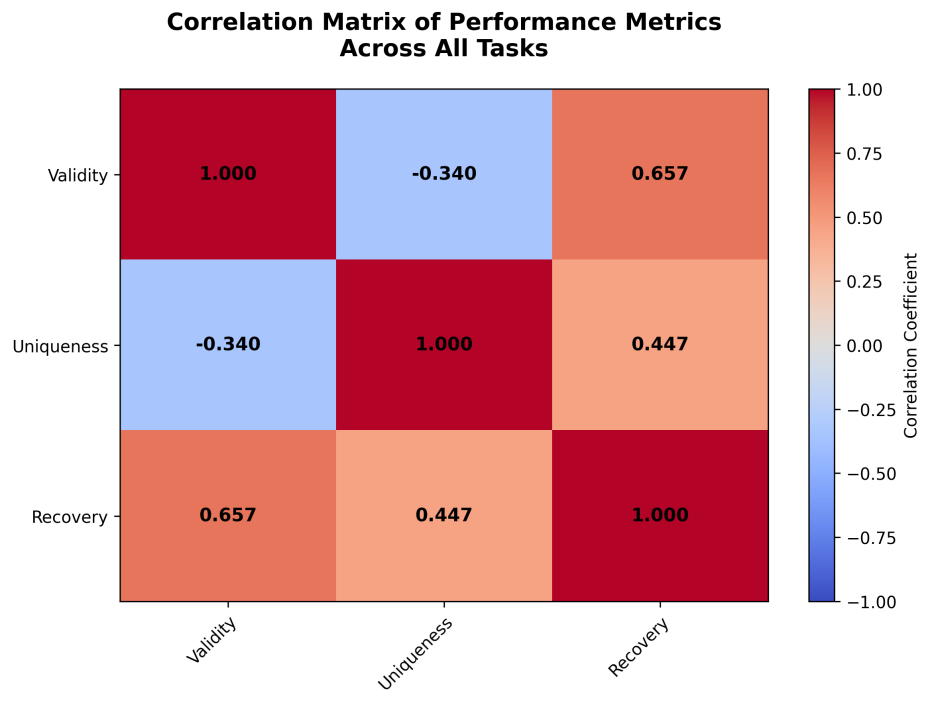 Correlation Matrix of Performance Metrics
Across All Tasks
Validity
1.000
-0.340
0.657
Uniqueness
-0.340
1.000
0.447
Recovery
0.657
0.447
1.000
Validity
Uniqueness
Recovery
1.00
0.75
0.50
0.25
0.00
−0.25
−0.50
−0.75
−1.00
Correlation Coefficient